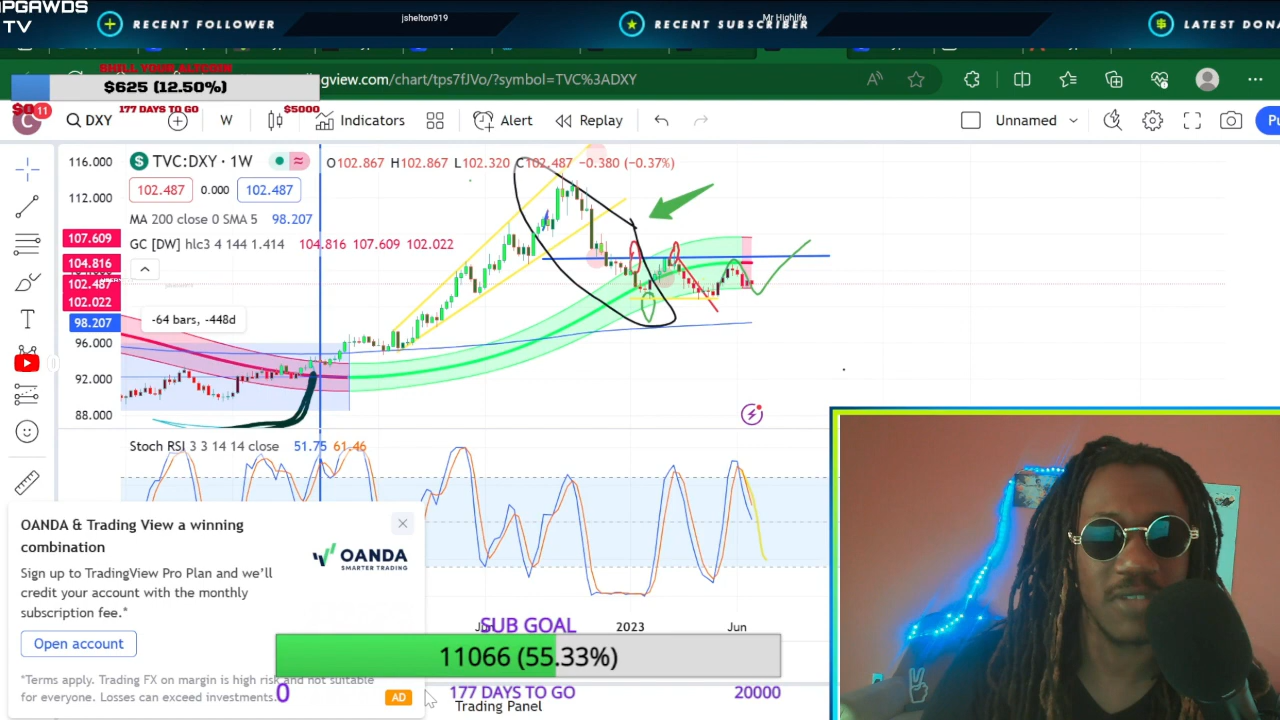 PGAWDS
TV
RECENT FOLLOWER
jshelton919
RECENT SUBSCRIBER
Mr Highlife
LATEST DONA
ngview.com/chart/tps7fJVo/?symbol=TVC%3ADXY
$625 (12.50%)
$0
177 DAYS TO GO
$5000
C
11
DXY
W
Indicators
Alert
Replay
Unnamed
Pu
116.000
112.000
107.609
104.816
102.487
102.022
98.207
96.000
92.000
88.000
TVC:DXY · 1W
O102.867 H102.867 L102.320 C102.487 −0.380 (−0.37%)
102.487
0.000
102.487
MA 200 close 0 SMA 5 98.207
GC [DW] hlc3 4 144 1.414 104.816 107.609 102.022
-64 bars, -448d
Stoch RSI 3 3 14 14 close 51.75 61.46
OANDA & Trading View a winning
combination
Sign up to TradingView Pro Plan and we’ll
credit your account with the monthly
subscription fee.*
OANDA
SMARTER TRADING
Open account
*Terms apply. Trading FX on margin is high risk and not suitable
for everyone. Losses can exceed investments.
AD
2023
Jun
SUB GOAL
11066 (55.33%)
0
177 DAYS TO GO
20000
Trading Panel